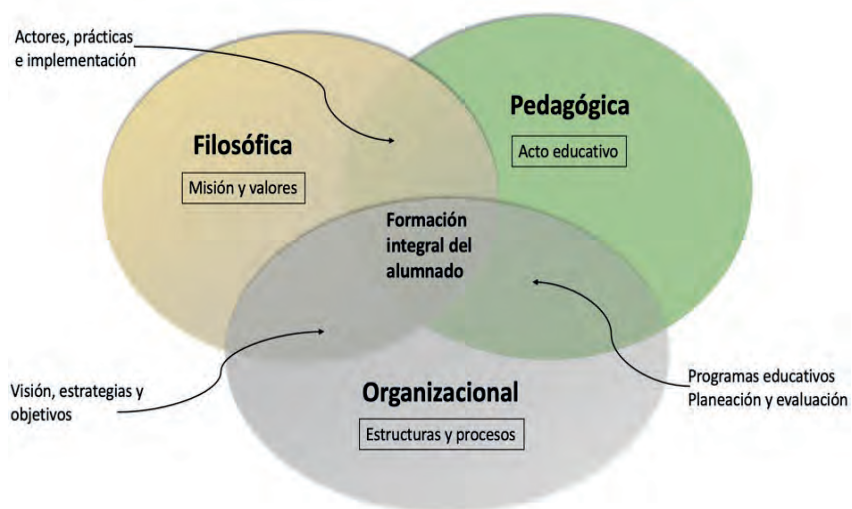 Actores, prácticas
e implementación
Pedagógica
Acto educativo
Filosófica
Misión y valores
Formación
integral del
alumnado
Visión, estrategias y
objetivos
Programas educativos
Planeación y evaluación
Organizacional
Estructuras y procesos